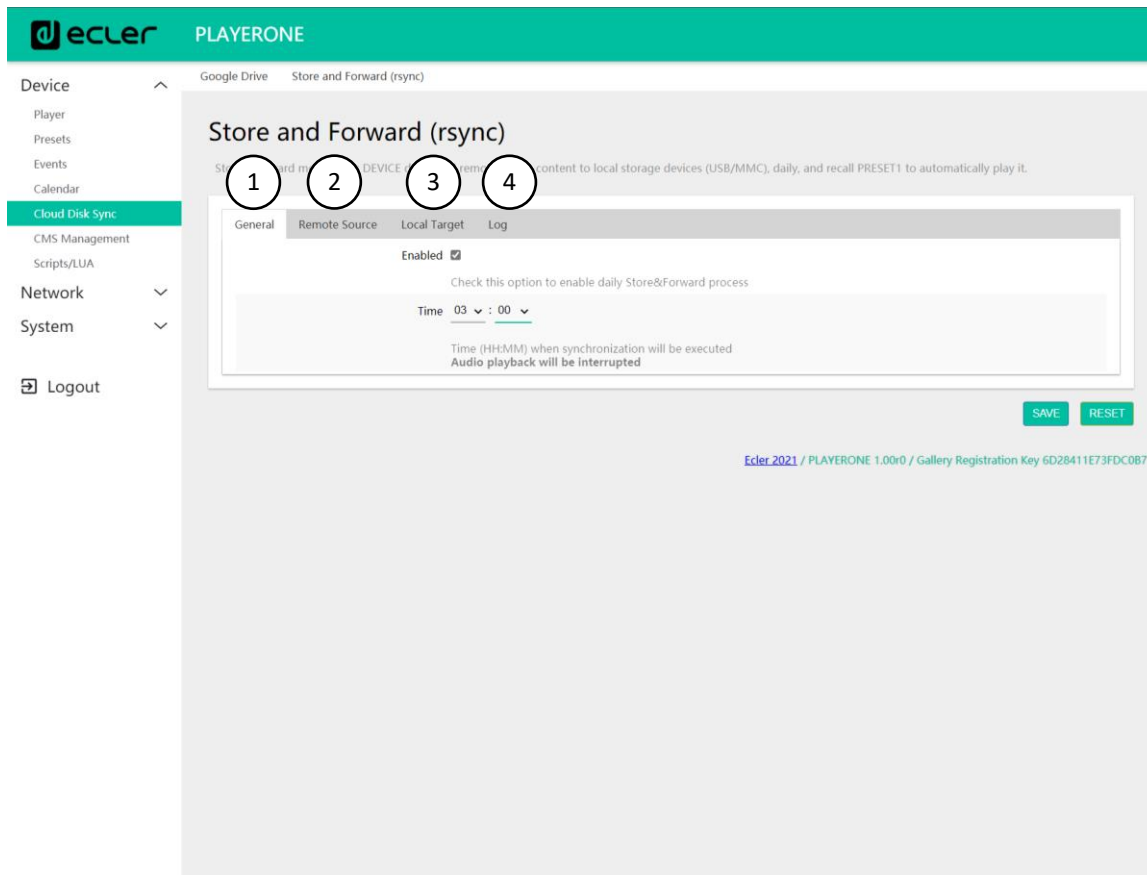 ecler
PLAYERONE
Device
Player
Presets
Events
Calendar
Cloud Disk Sync
CMS Management
Scripts/LUA
Network
System
Logout
Google Drive Store and Forward (rsync)
Store and Forward (rsync)
DEVICE content to local storage devices (USB/MMC), daily, and recall PRESET1 to automatically play it.
1 2 3 4
General Remote Source Local Target Log
Enabled
Check this option to enable daily Store&Forward process
Time 03 : 00
Time (HH:MM) when synchronization will be executed
Audio playback will be interrupted
SAVE RESET
Ecler 2021 / PLAYERONE 1.00r0 / Gallery Registration Key 6D28411E73FDC0B7